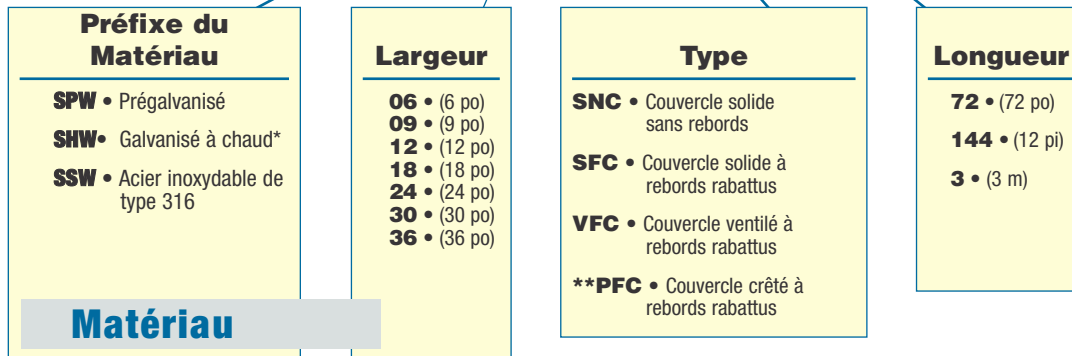 Préfixe du
Matériau
SPW • Prégalvanisé
SHW• Galvanisé à chaud*
SSW • Acier inoxydable de
type 316
Matériau
Largeur
06 • (6 po)
09 • (9 po)
12 • (12 po)
18 • (18 po)
24 • (24 po)
30 • (30 po)
36 • (36 po)
Type
SNC • Couvercle solide
sans rebords
SFC • Couvercle solide à
rebords rabattus
VFC • Couvercle ventilé à
rebords rabattus
**PFC • Couvercle crêté à
rebords rabattus
Longueur
72 • (72 po)
144 • (12 pi)
3 • (3 m)